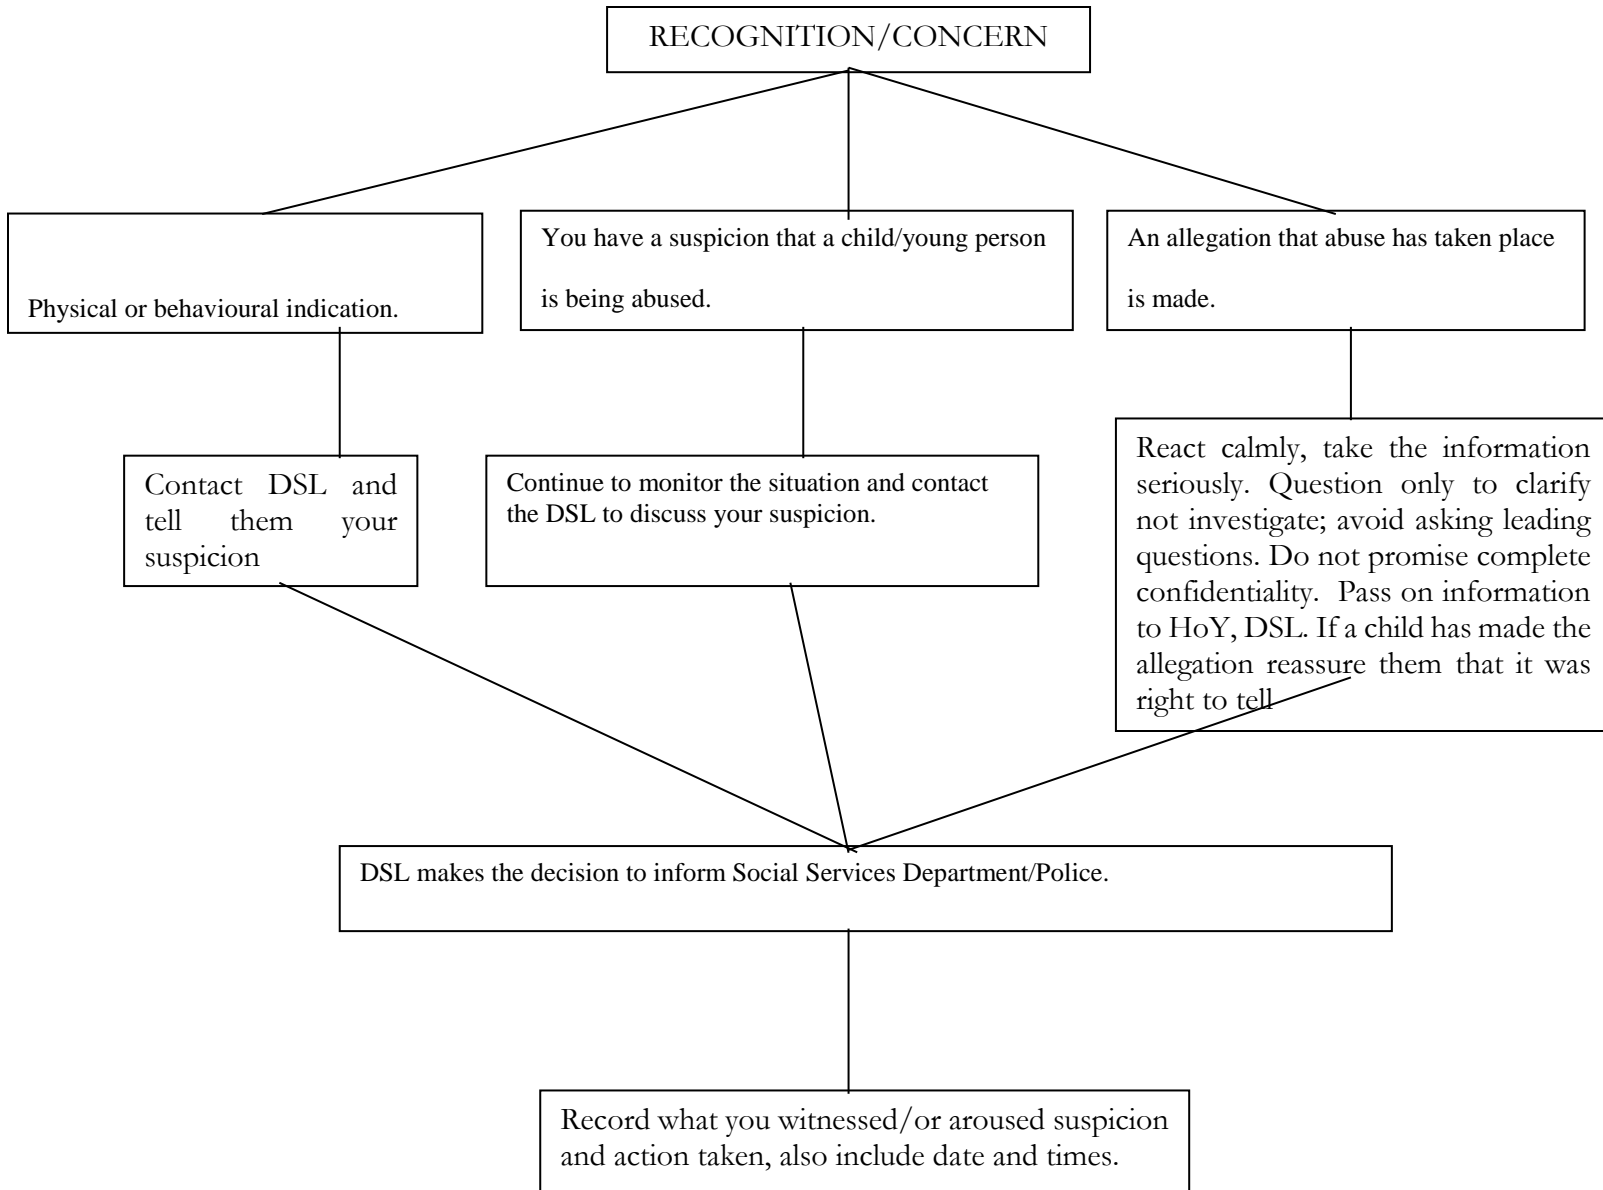 RECOGNITION/CONCERN
Physical or behavioural indication.
You have a suspicion that a child/young person
is being abused.
An allegation that abuse has taken place
is made.
Contact DSL and
tell them your
suspicion
Continue to monitor the situation and contact
the DSL to discuss your suspicion.
React calmly, take the information
seriously. Question only to clarify
not investigate; avoid asking leading
questions. Do not promise complete
confidentiality. Pass on information
to HoY, DSL. If a child has made the
allegation reassure them that it was
right to tell
DSL makes the decision to inform Social Services Department/Police.
Record what you witnessed/or aroused suspicion
and action taken, also include date and times.